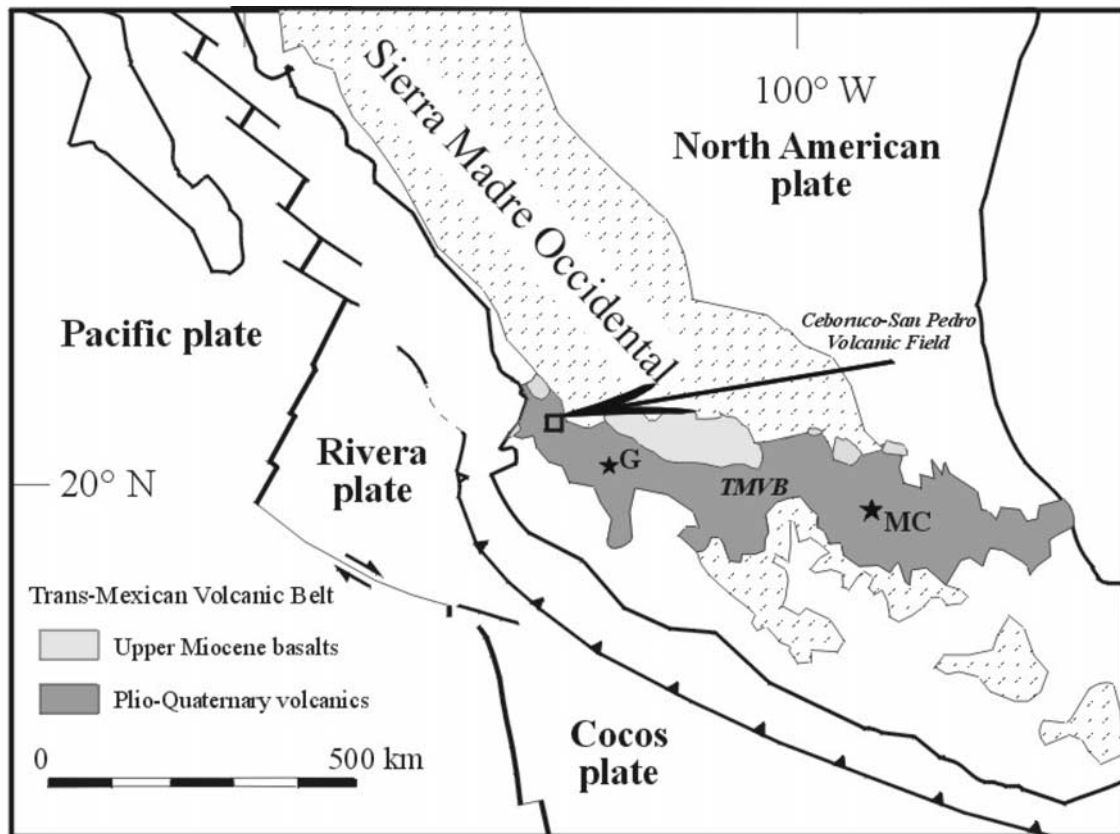 100° W
Sierra Madre Occidental
North American
plate
Pacific plate
Ceboruco-San Pedro
Volcanic Field
Rivera
plate
20° N
G
TMVB
MC
Trans-Mexican Volcanic Belt
Upper Miocene basalts
Plio-Quaternary volcanics
0 500 km
Cocos
plate